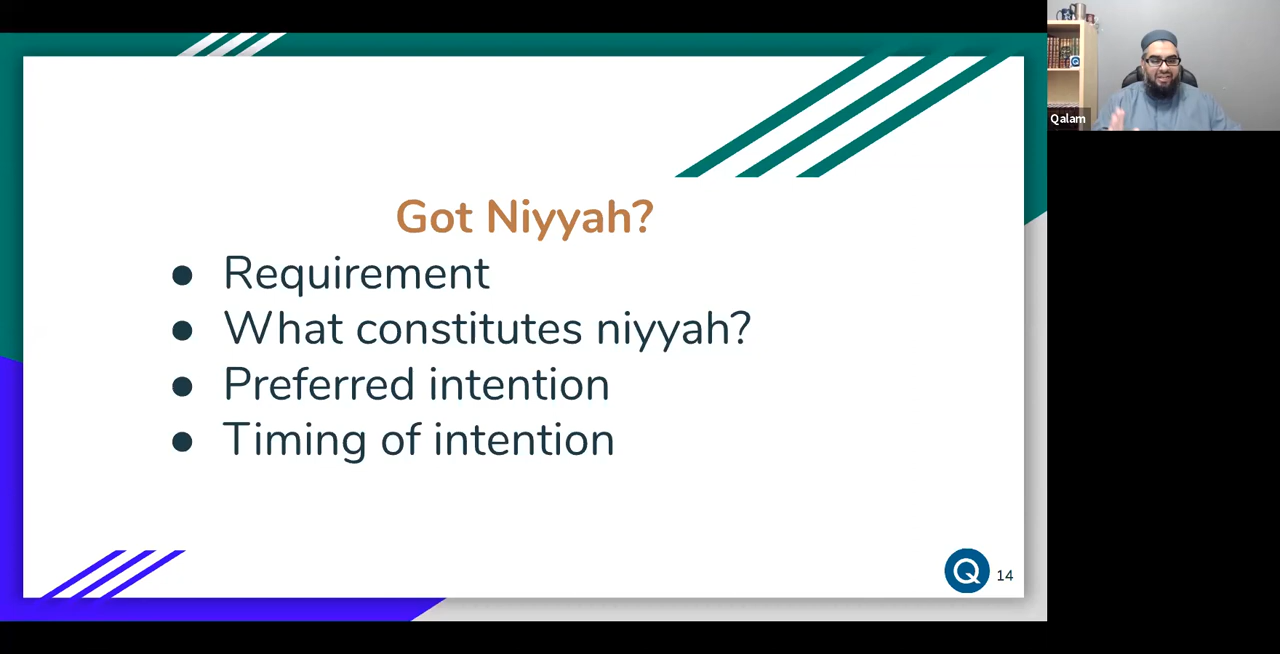 Got Niyyah?
● Requirement
● What constitutes niyyah?
● Preferred intention
● Timing of intention
Q 14
Qalam